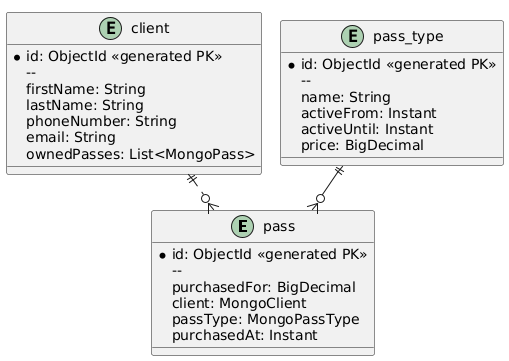 E client
* id: ObjectId «generated PK»
--
firstName: String
lastName: String
phoneNumber: String
email: String
ownedPasses: List<MongoPass>
E pass_type
* id: ObjectId «generated PK»
--
name: String
activeFrom: Instant
activeUntil: Instant
price: BigDecimal
E pass
* id: ObjectId «generated PK»
--
purchasedFor: BigDecimal
client: MongoClient
passType: MongoPassType
purchasedAt: Instant